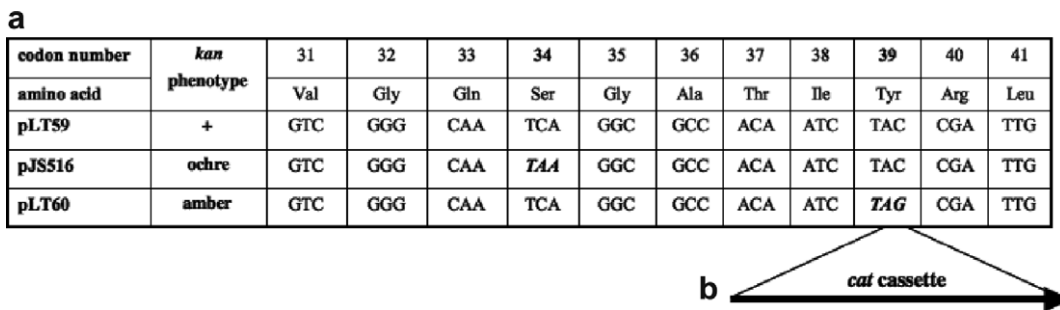 a
codon number kan phenotype 31 32 33 34 35 36 37 38 39 40 41
amino acid Val Gly Gln Ser Gly Ala Thr Ile Tyr Arg Leu
pLT59 + GTC GGG CAA TCA GGC GCC ACA ATC TAC CGA TTG
pJS516 ochre GTC GGG CAA TAA GGC GCC ACA ATC TAC CGA TTG
pLT60 amber GTC GGG CAA TCA GGC GCC ACA ATC TAG CGA TTG
b cat cassette